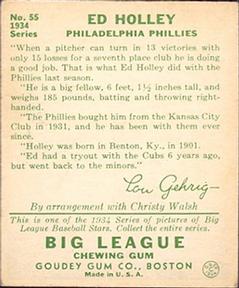 No. 55
1934
Series
ED HOLLEY
PHILADELPHIA PHILLIES
"When a pitcher can turn in 13 victories with
only 15 losses for a seventh place club he is doing
a good job. That is what Ed Holley did with the
Phillies last season.
"He is a big fellow, 6 feet, 1½ inches tall, and
weighs 185 pounds, batting and throwing right-
handed.
"The Phillies bought him from the Kansas City
Club in 1931, and he has been with them ever
since.
"Holley was born in Benton, Ky., in 1901.
"Ed had a tryout with the Cubs 6 years ago,
but went back to the minors."
Lou Gehrig
By arrangement with Christy Walsh
This is one of the 1934 Series of pictures of Big
League Baseball Stars. Collect the entire series.
BIG LEAGUE
CHEWING GUM
GOUDEY GUM CO., BOSTON
Made in U.S.A.